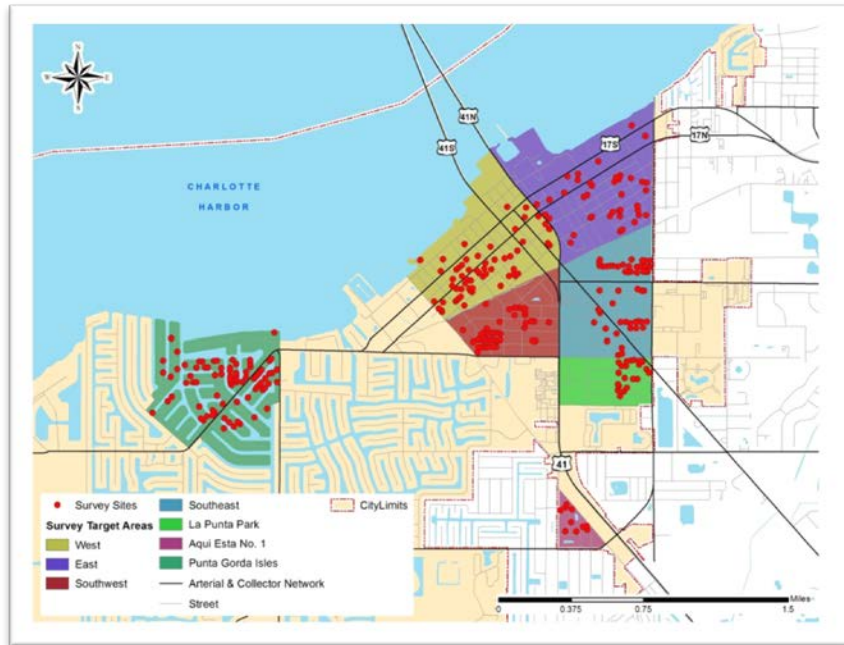 N
W E
S
41N
41S
17S
17N
CHARLOTTE
HARBOR
41
Survey Sites
Survey Target Areas
West
East
Southwest
Southeast
La Punta Park
Aqui Esta No. 1
Punta Gorda Isles
Arterial & Collector Network
Street
CityLimits
Miles
0 0.375 0.75 1.5